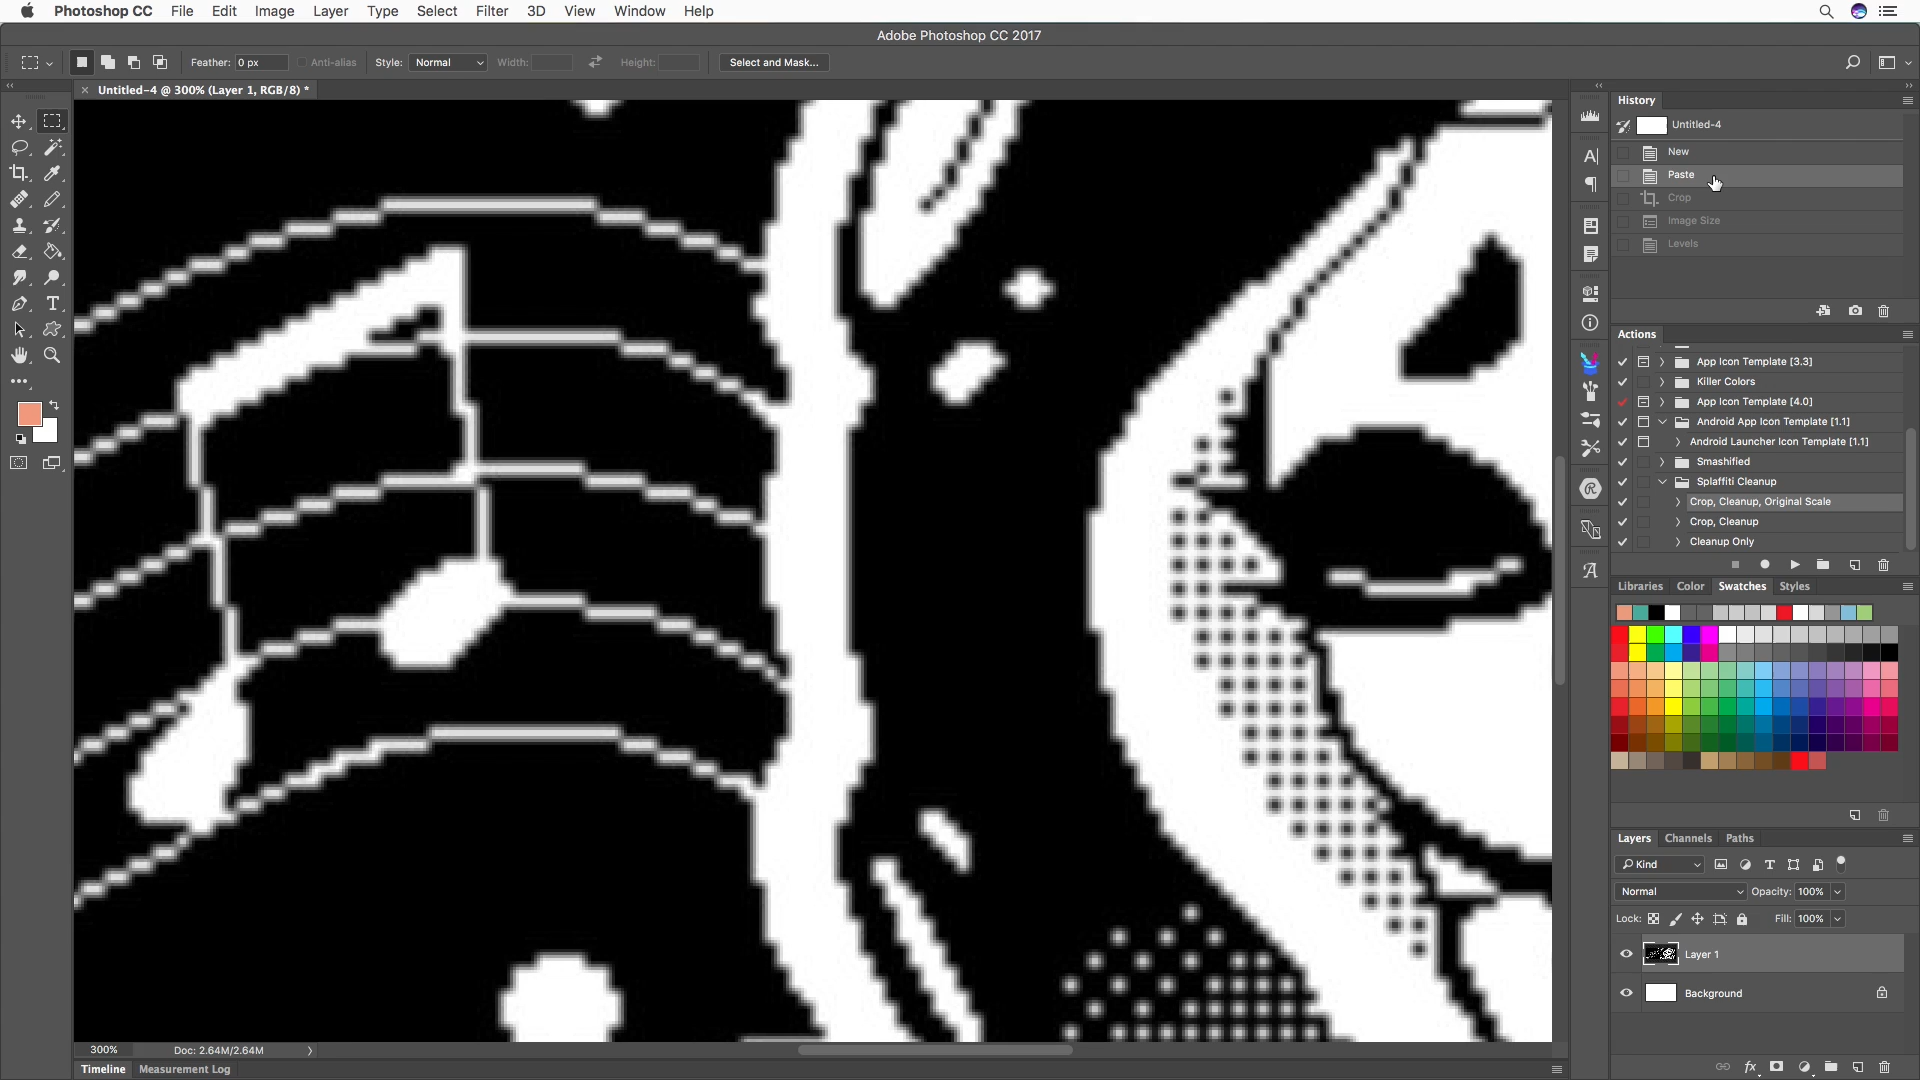 Photoshop CC File Edit Image Layer Type Select Filter 3D View Window Help
Adobe Photoshop CC 2017
Feather: 0 px Anti-alias Style: Normal Width: Height: Select and Mask...
Untitled-4 @ 300% (Layer 1, RGB/8) *
History
Untitled-4
New
Paste
Crop
Image Size
Levels
Actions
App Icon Template [3.3]
Killer Colors
App Icon Template [4.0]
Android App Icon Template [1.1]
Android Launcher Icon Template [1.1]
Smashified
Splaffiti Cleanup
Crop, Cleanup, Original Scale
Crop, Cleanup
Cleanup Only
Libraries Color Swatches Styles
Layers Channels Paths
Kind
Normal Opacity: 100%
Lock: Fill: 100%
Layer 1
Background
300% Doc: 2.64M/2.64M
Timeline Measurement Log